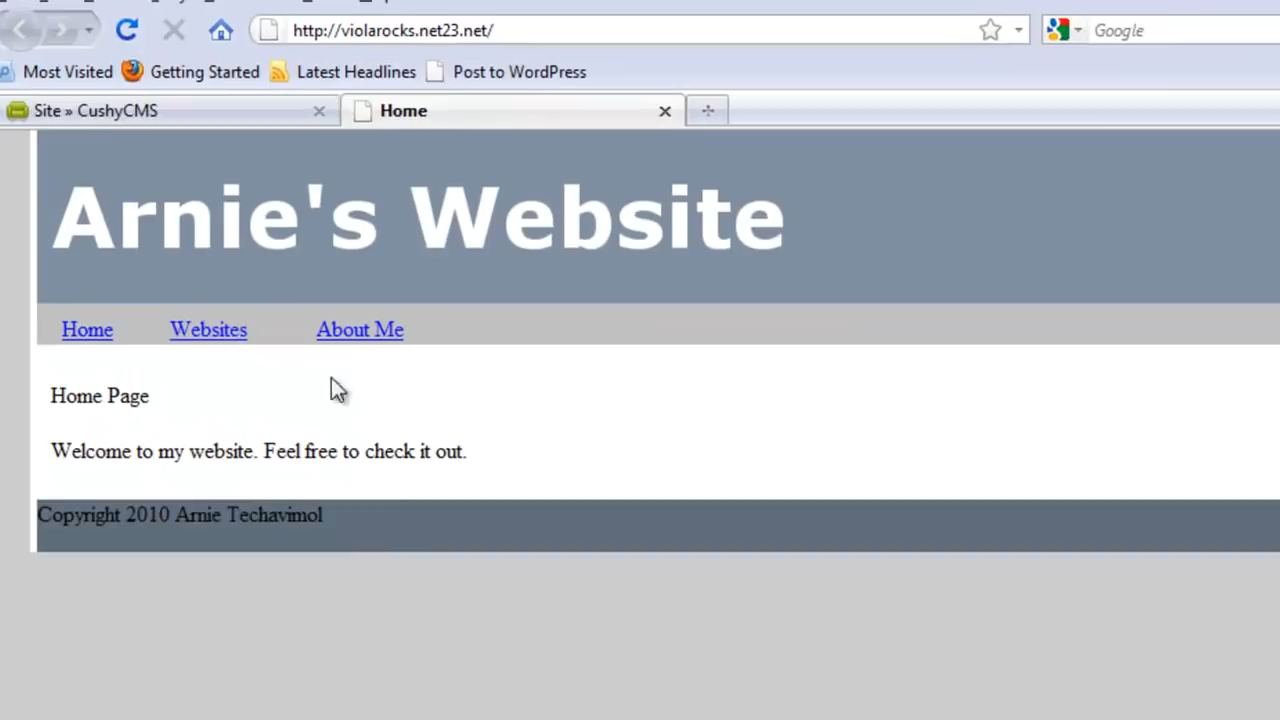 http://violarocks.net23.net/
Google
Most Visited Getting Started Latest Headlines Post to WordPress
Site » CushyCMS
Home
Arnie's Website
Home Websites About Me
Home Page
Welcome to my website. Feel free to check it out.
Copyright 2010 Arnie Techavimol